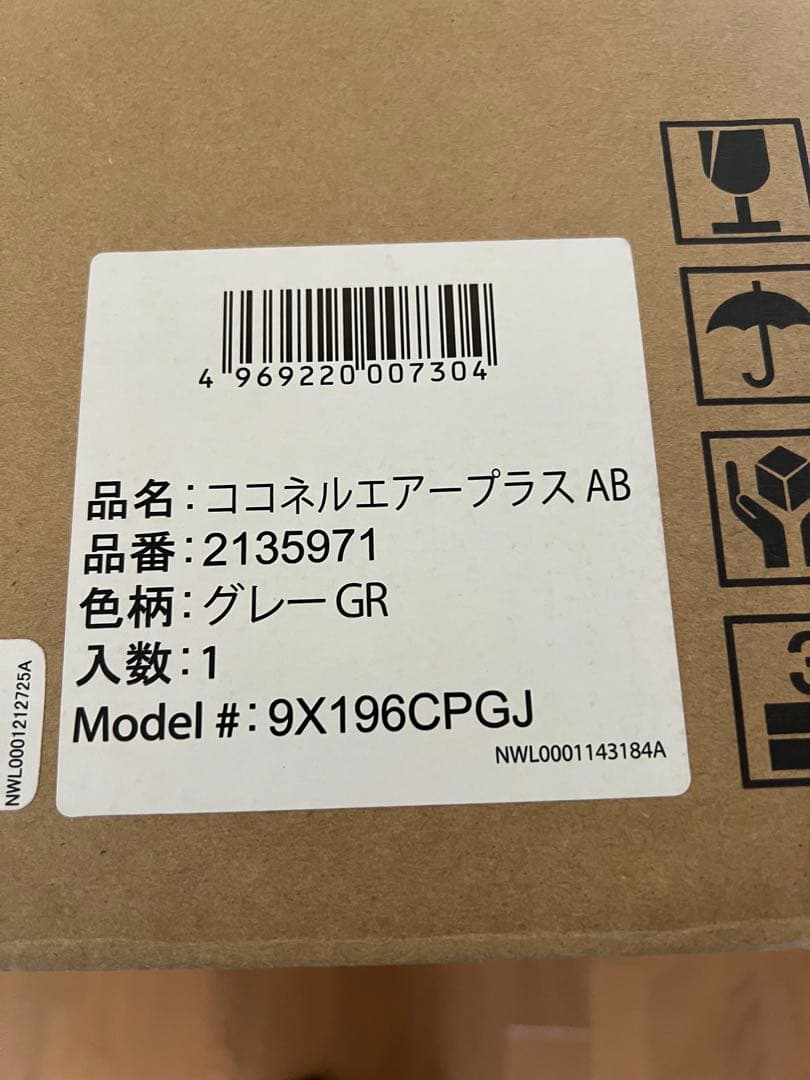 4 969220 007304
品名:ココネルエアープラス AB
品番:2135971
色柄:グレー GR
入数:1
Model #:9X196CPGJ
NWL0001143184A
NWL0001212725A
3